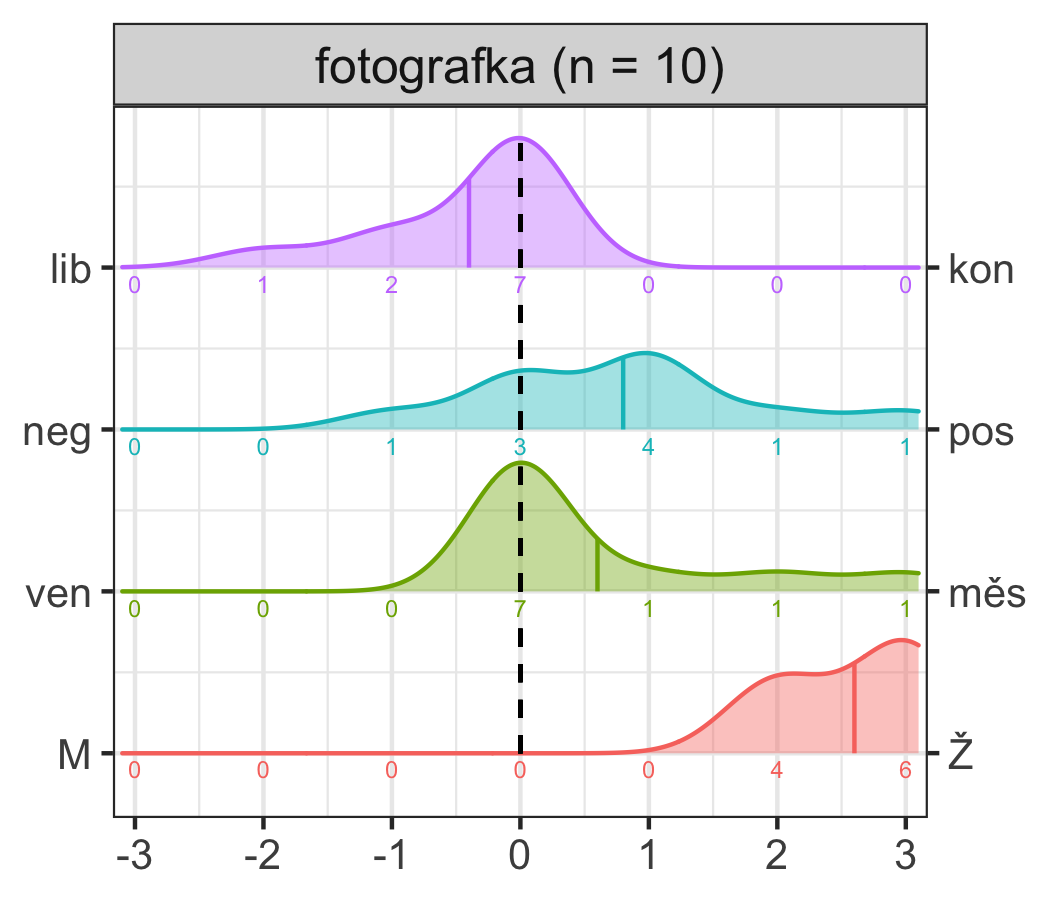 fotografka (n = 10)
lib kon
0 1 2 7 0 0 0
neg pos
0 0 1 3 4 1 1
ven měs
0 0 0 7 1 1 1
M Ž
0 0 0 0 0 4 6
-3 -2 -1 0 1 2 3